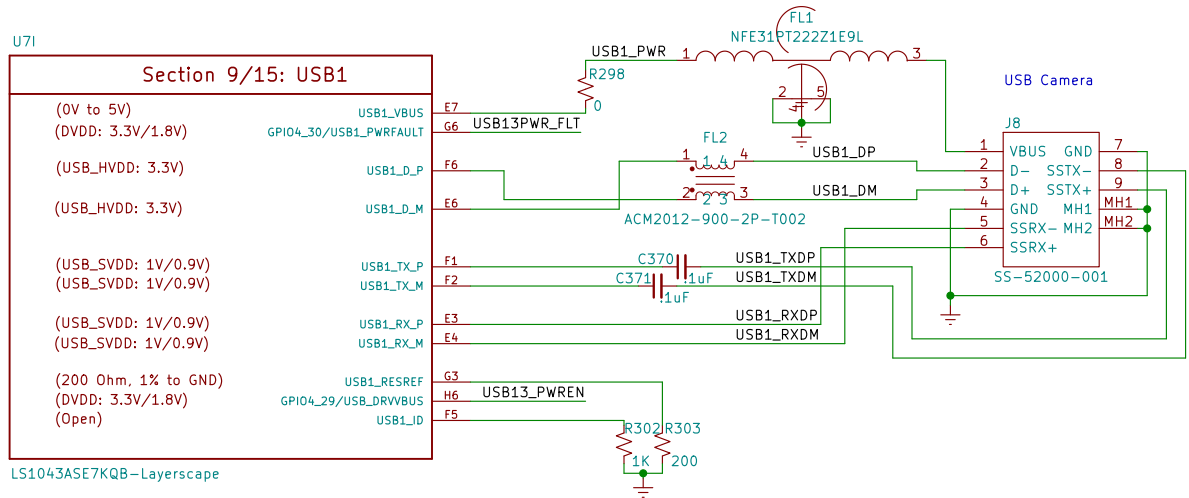 U7I
Section 9/15: USB1
(0V to 5V)
USB1_VBUS
E7
(DVDD: 3.3V/1.8V)
GPIO4_30/USB1_PWRFAULT
G6
USB13PWR_FLT
(USB_HVDD: 3.3V)
USB1_D_P
F6
(USB_HVDD: 3.3V)
USB1_D_M
E6
(USB_SVDD: 1V/0.9V)
USB1_TX_P
F1
(USB_SVDD: 1V/0.9V)
USB1_TX_M
F2
(USB_SVDD: 1V/0.9V)
USB1_RX_P
E3
(USB_SVDD: 1V/0.9V)
USB1_RX_M
E4
(200 Ohm, 1% to GND)
USB1_RESREF
G3
(DVDD: 3.3V/1.8V)
GPIO4_29/USB_DRVVBUS
H6
USB13_PWREN
(Open)
USB1_ID
F5
LS1043ASE7KQB-Layerscape
USB1_PWR
R298
0
FL1
NFE31PT222Z1E9L
1
3
2
5
4
FL2
1
1 4
4
2
2 3
3
ACM2012-900-2P-T002
USB1_DP
USB1_DM
C370
.1uF
C371
.1uF
USB1_TXDP
USB1_TXDM
USB1_RXDP
USB1_RXDM
R302
1K
R303
200
USB Camera
J8
1 VBUS GND 7
2 D- SSTX- 8
3 D+ SSTX+ 9
4 GND MH1 MH1
5 SSRX- MH2 MH2
6 SSRX+
SS-52000-001